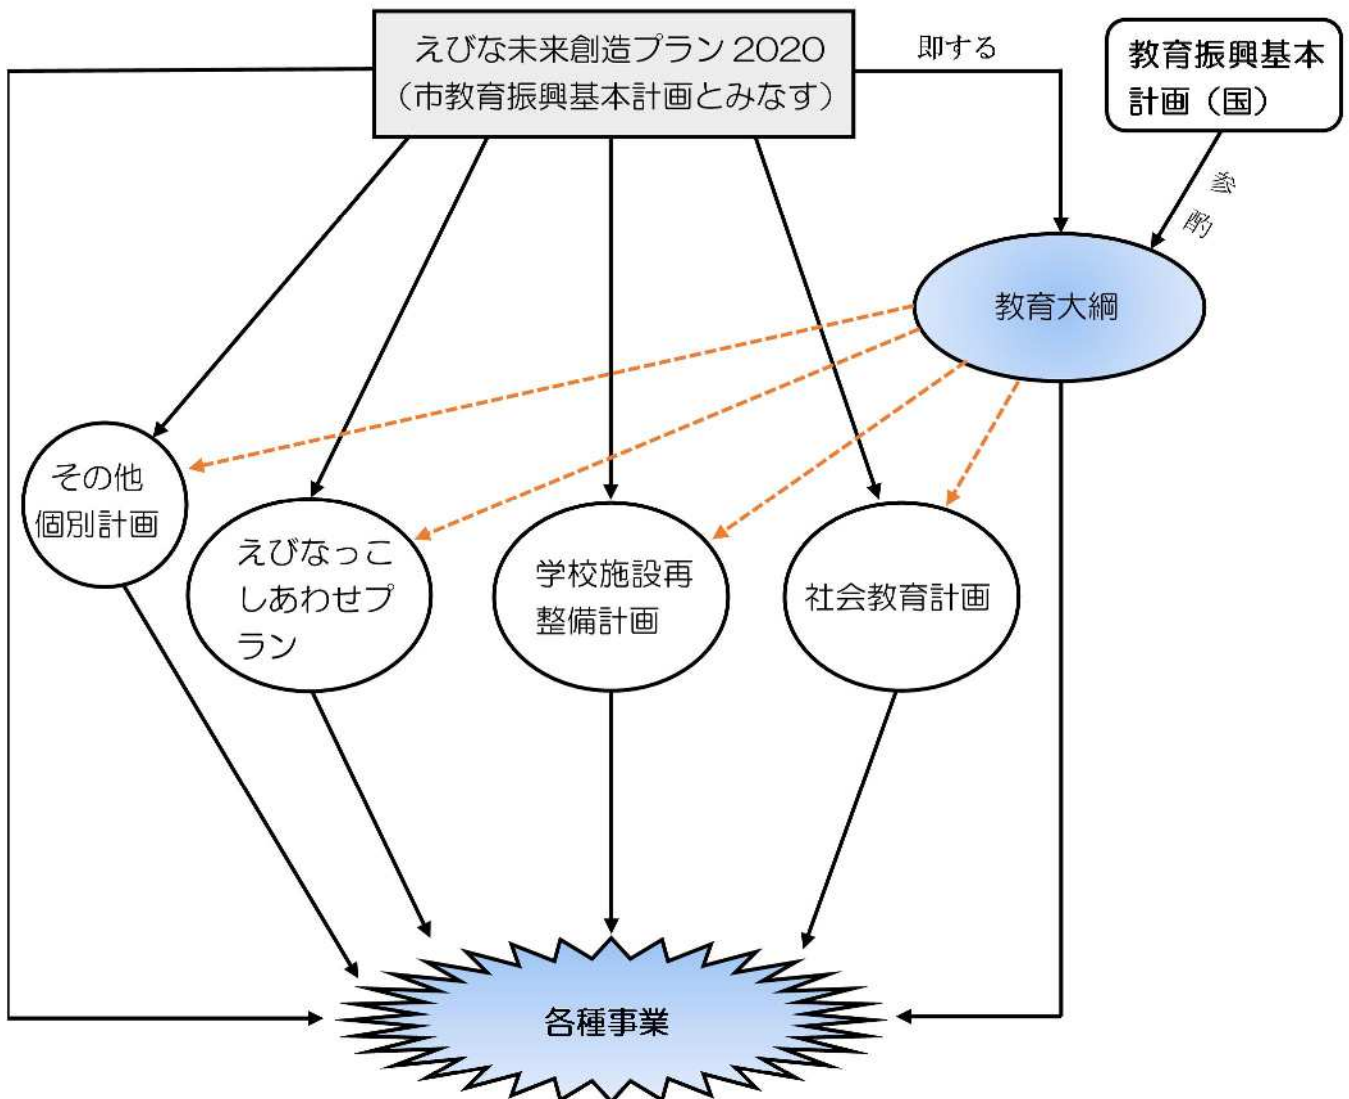 えびな未来創造プラン2020
（市教育振興基本計画とみなす）
即する
教育振興基本
計画（国）
参酌
教育大綱
その他
個別計画
えびなっこ
しあわせプ
ラン
学校施設再
整備計画
社会教育計画
各種事業